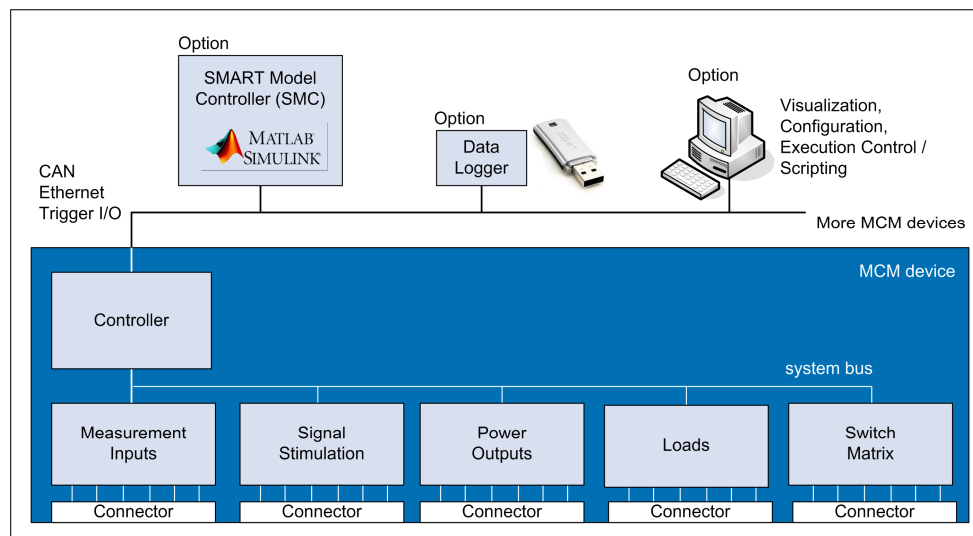 Option
SMART Model
Controller (SMC)
MATLAB
SIMULINK
Option
Data
Logger
Option
Visualization,
Configuration,
Execution Control /
Scripting
CAN
Ethernet
Trigger I/O
More MCM devices
MCM device
Controller
system bus
Measurement
Inputs
Signal
Stimulation
Power
Outputs
Loads
Switch
Matrix
Connector
Connector
Connector
Connector
Connector